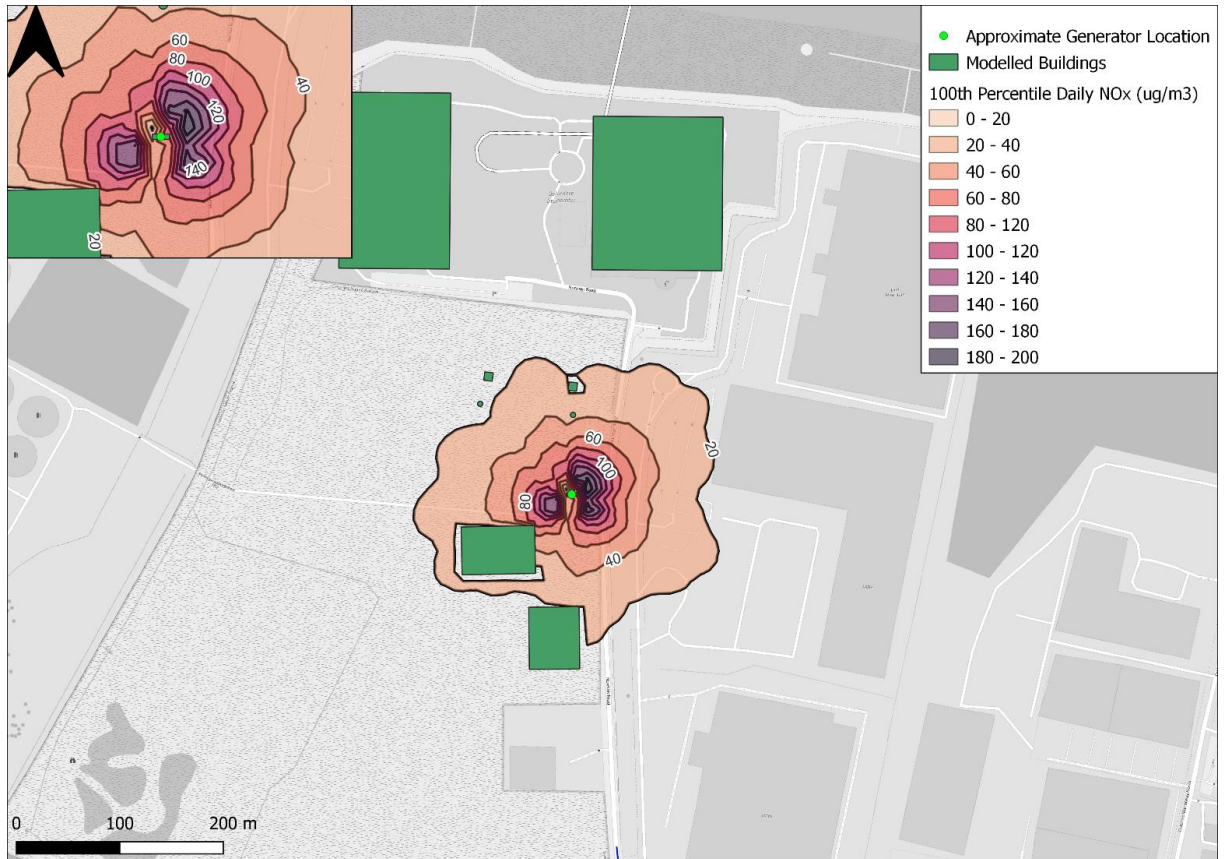 60
80
100
120
40
140
20
Approximate Generator Location
Modelled Buildings
100th Percentile Daily NOx (ug/m3)
0 - 20
20 - 40
40 - 60
60 - 80
80 - 120
100 - 120
120 - 140
140 - 160
160 - 180
180 - 200
60
100
80
20
40
0 100 200 m